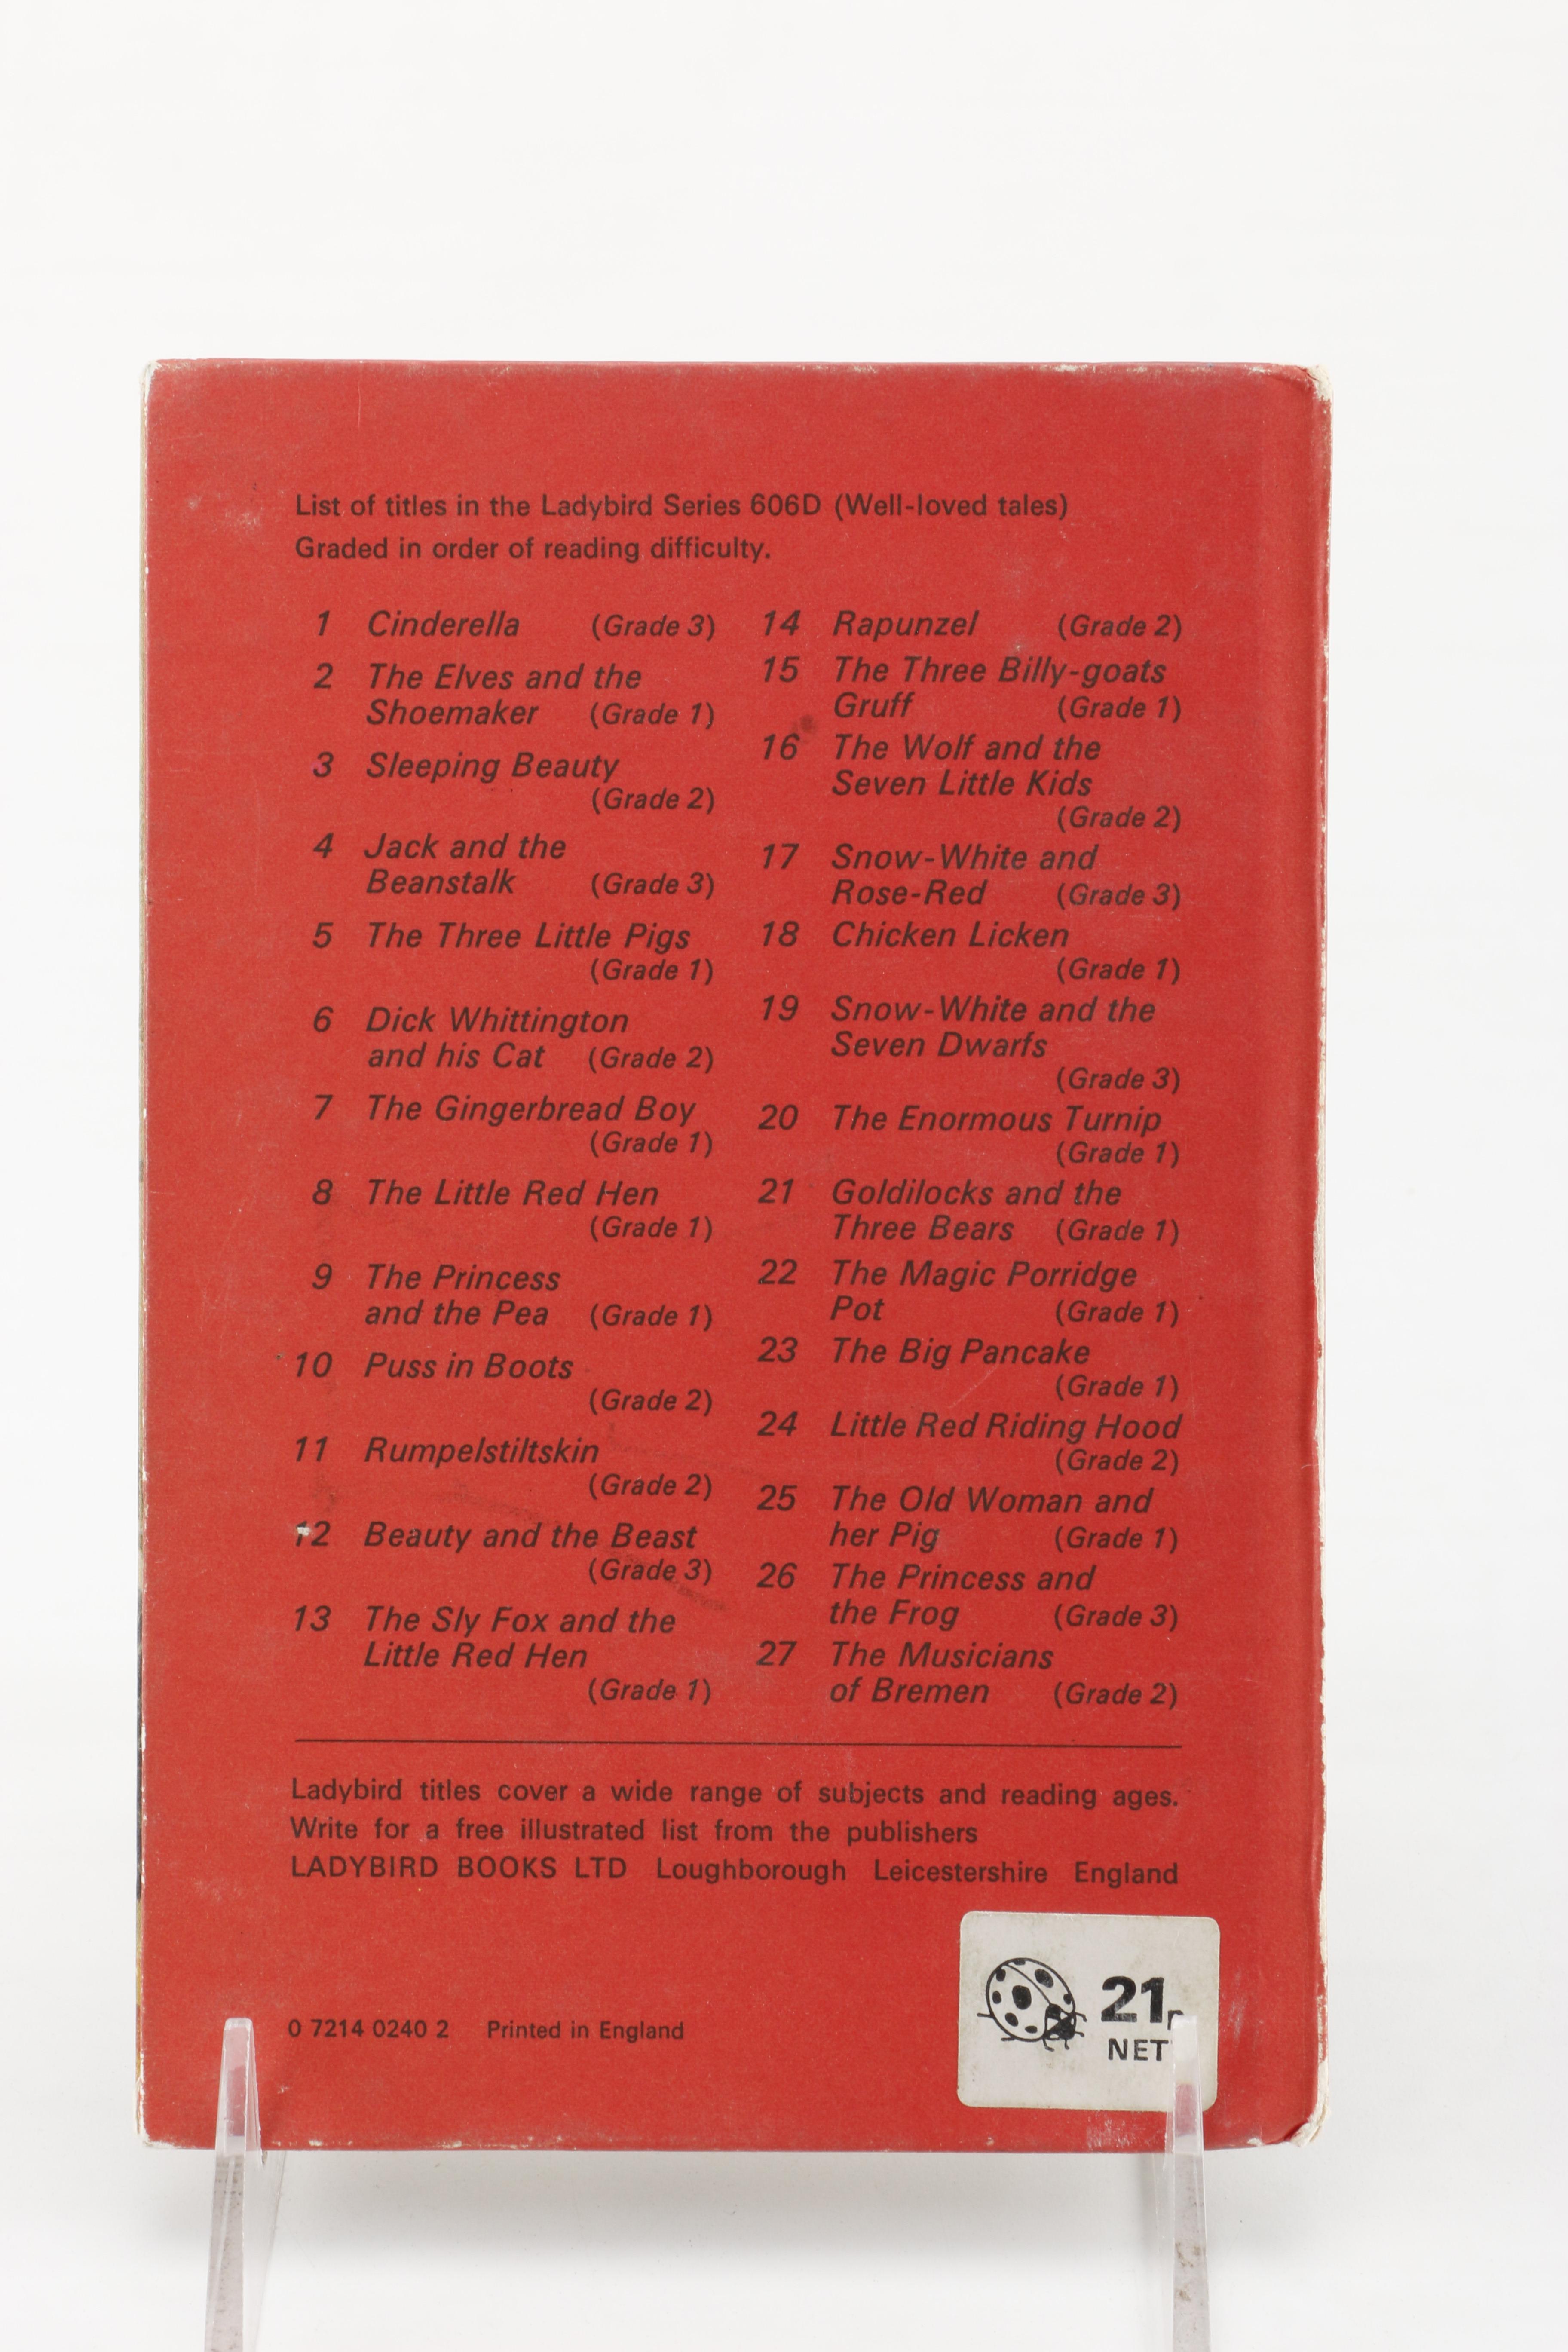 List of titles in the Ladybird Series 606D (Well-loved tales)
Graded in order of reading difficulty.
1 Cinderella (Grade 3)
2 The Elves and the
Shoemaker (Grade 1)
3 Sleeping Beauty
(Grade 2)
4 Jack and the
Beanstalk (Grade 3)
5 The Three Little Pigs
(Grade 1)
6 Dick Whittington
and his Cat (Grade 2)
7 The Gingerbread Boy
(Grade 1)
8 The Little Red Hen
(Grade 1)
9 The Princess
and the Pea (Grade 1)
10 Puss in Boots
(Grade 2)
11 Rumpelstiltskin
(Grade 2)
12 Beauty and the Beast
(Grade 3)
13 The Sly Fox and the
Little Red Hen
(Grade 1)
14 Rapunzel (Grade 2)
15 The Three Billy-goats
Gruff (Grade 1)
16 The Wolf and the
Seven Little Kids
(Grade 2)
17 Snow-White and
Rose-Red (Grade 3)
18 Chicken Licken
(Grade 1)
19 Snow-White and the
Seven Dwarfs
(Grade 3)
20 The Enormous Turnip
(Grade 1)
21 Goldilocks and the
Three Bears (Grade 1)
22 The Magic Porridge
Pot (Grade 1)
23 The Big Pancake
(Grade 1)
24 Little Red Riding Hood
(Grade 2)
25 The Old Woman and
her Pig (Grade 1)
26 The Princess and
the Frog (Grade 3)
27 The Musicians
of Bremen (Grade 2)
Ladybird titles cover a wide range of subjects and reading ages.
Write for a free illustrated list from the publishers
LADYBIRD BOOKS LTD Loughborough Leicestershire England
0 7214 0240 2 Printed in England
21p
NET